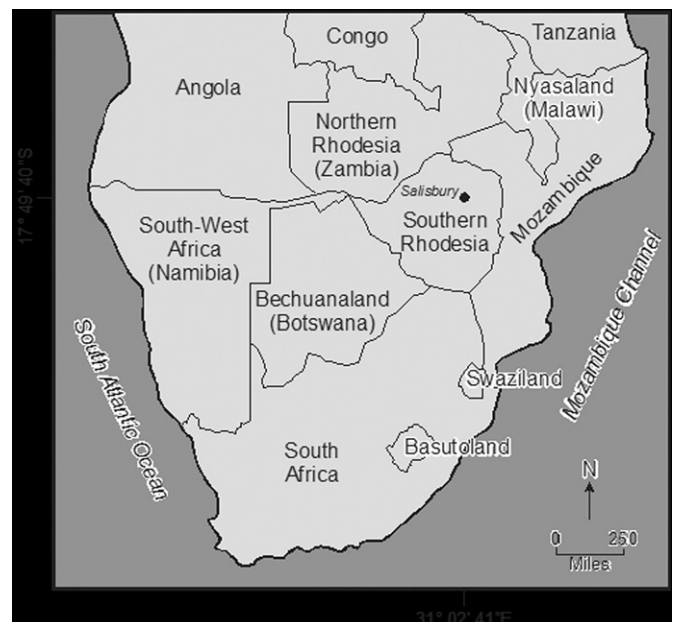 Congo
Tanzania
Angola
Nyasaland
(Malawi)
Northern
Rhodesia
(Zambia)
17° 49' 40"S
Salisbury
Mozambique
Southern
Rhodesia
South-West
Africa
(Namibia)
Bechuanaland
(Botswana)
Mozambique Channel
South Atlantic Ocean
Swaziland
Basutoland
South
Africa
N
0 250
Miles
31° 02' 41"E